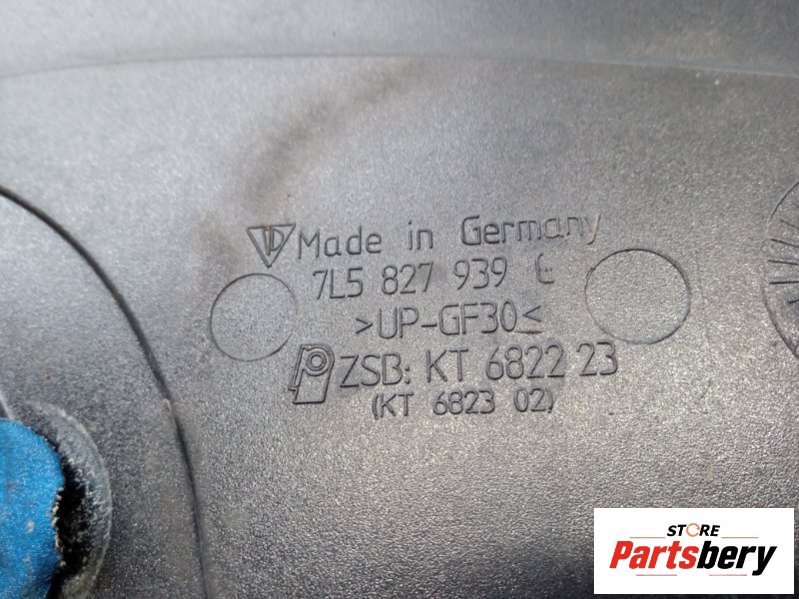 Made in Germany
7L5 827 939
>UP-GF30<
ZSB: KT 6822 23
(KT 6823 02)
STORE
Partsbery